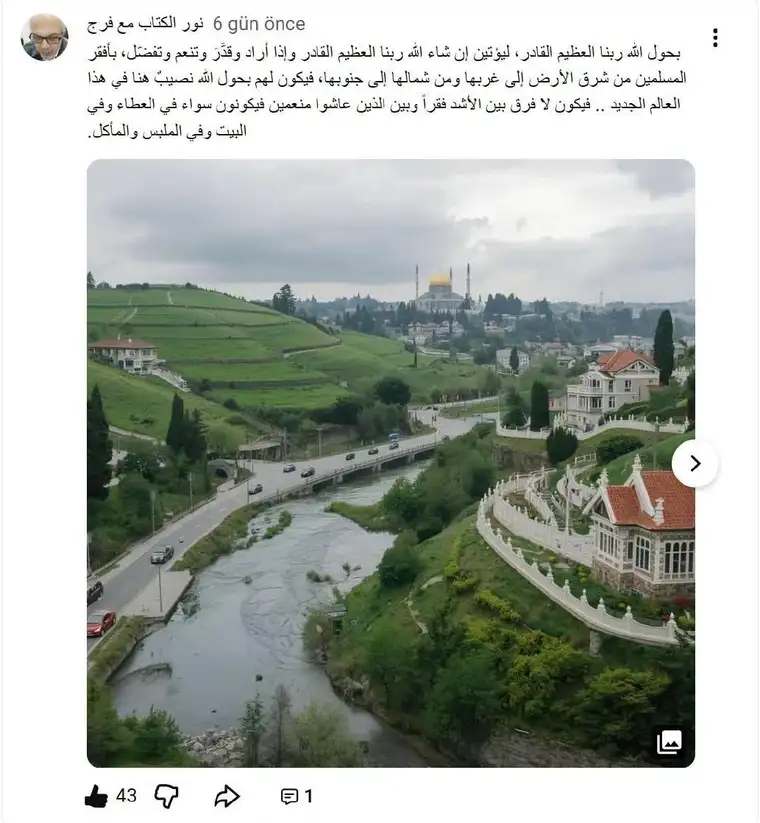 نور الكتاب مع فرج 6 gün önce
بحول الله ربنا العظيم القادر، ليؤتين إن شاء الله ربنا العظيم القادر وإذا أراد وقدَّرَ وتنعم وتفضّل، بأفقر
المسلمين من شرق الأرض إلى غربها ومن شمالها إلى جنوبها، فيكون لهم بحول الله نصيبٌ هنا في هذا
العالم الجديد .. فيكون لا فرق بين الأشد فقراً وبين الذين عاشوا منعمين فيكونون سواء في العطاء وفي
البيت وفي الملبس والمأكل.
43 1